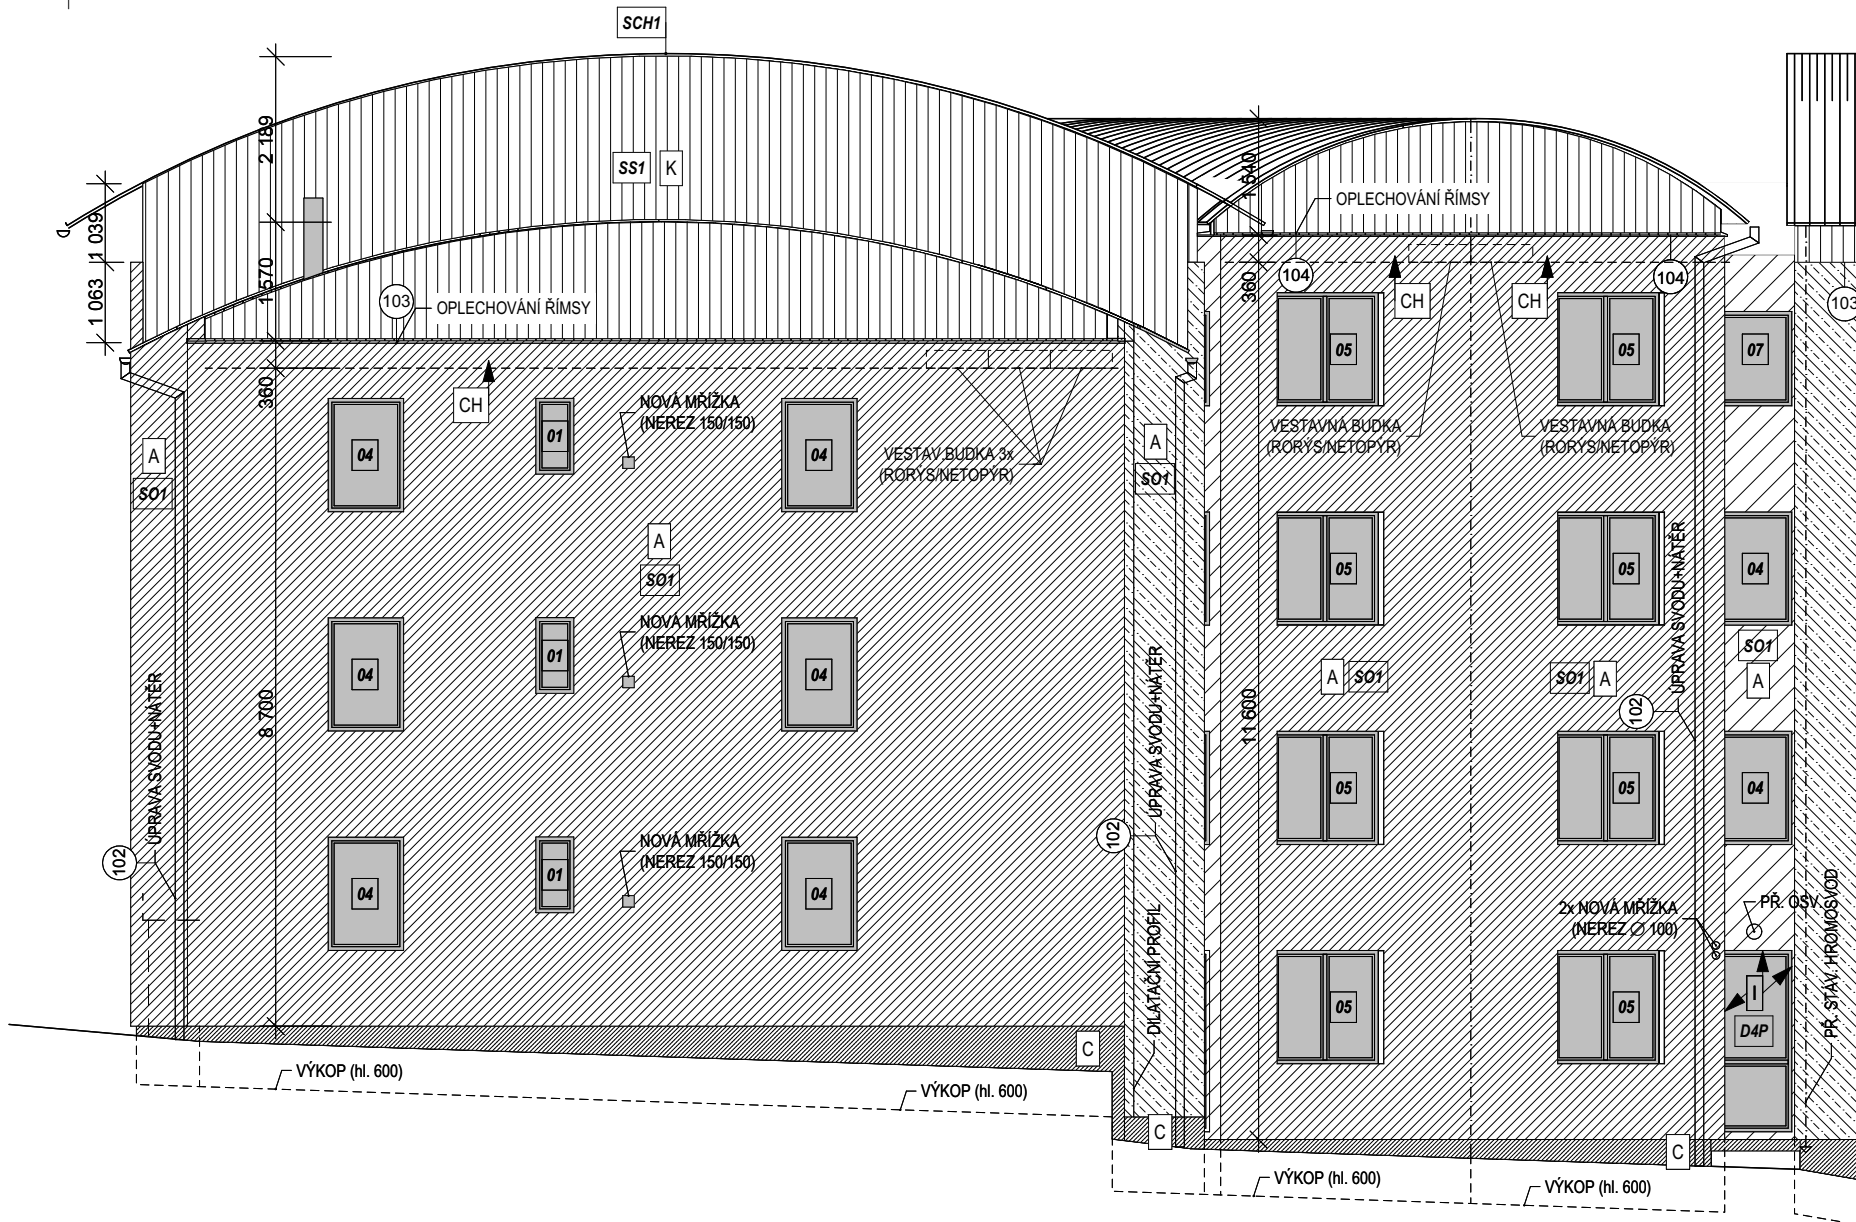 SCH1
2 189
SS1
K
1 039
1 063
1 570
103
OPLECHOVÁNÍ ŘÍMSY
360
CH
NOVÁ MŘÍŽKA
(NEREZ 150/150)
04
01
04
VESTAV.BUDKA 3x
(RORÝS/NETOPÝR)
A
SO1
A
SO1
A
SO1
NOVÁ MŘÍŽKA
(NEREZ 150/150)
04
01
04
8 700
ÚPRAVA SVODU+NÁTĚR
102
NOVÁ MŘÍŽKA
(NEREZ 150/150)
04
01
04
ÚPRAVA SVODU+NÁTĚR
102
DILATAČNÍ PROFIL
C
C
VÝKOP (hl. 600)
VÝKOP (hl. 600)
1 540
OPLECHOVÁNÍ ŘÍMSY
104
104
103
360
CH
CH
05
05
07
VESTAVNÁ BUDKA
(RORÝS/NETOPÝR)
VESTAVNÁ BUDKA
(RORÝS/NETOPÝR)
05
05
04
ÚPRAVA SVODU+NÁTĚR
102
A
SO1
SO1
A
SO1
A
11 600
05
05
04
2x NOVÁ MŘÍŽKA
(NEREZ ∅ 100)
PŘ. OSV.
PŘ. STÁV. HROMOSVOD
05
05
I
D4P
C
VÝKOP (hl. 600)
VÝKOP (hl. 600)